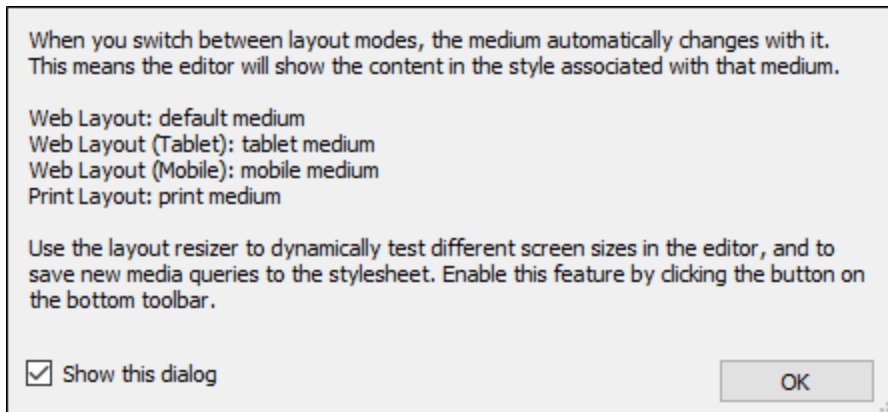 When you switch between layout modes, the medium automatically changes with it.
This means the editor will show the content in the style associated with that medium.
Web Layout: default medium
Web Layout (Tablet): tablet medium
Web Layout (Mobile): mobile medium
Print Layout: print medium
Use the layout resizer to dynamically test different screen sizes in the editor, and to
save new media queries to the stylesheet. Enable this feature by clicking the button on
the bottom toolbar.
Show this dialog
OK